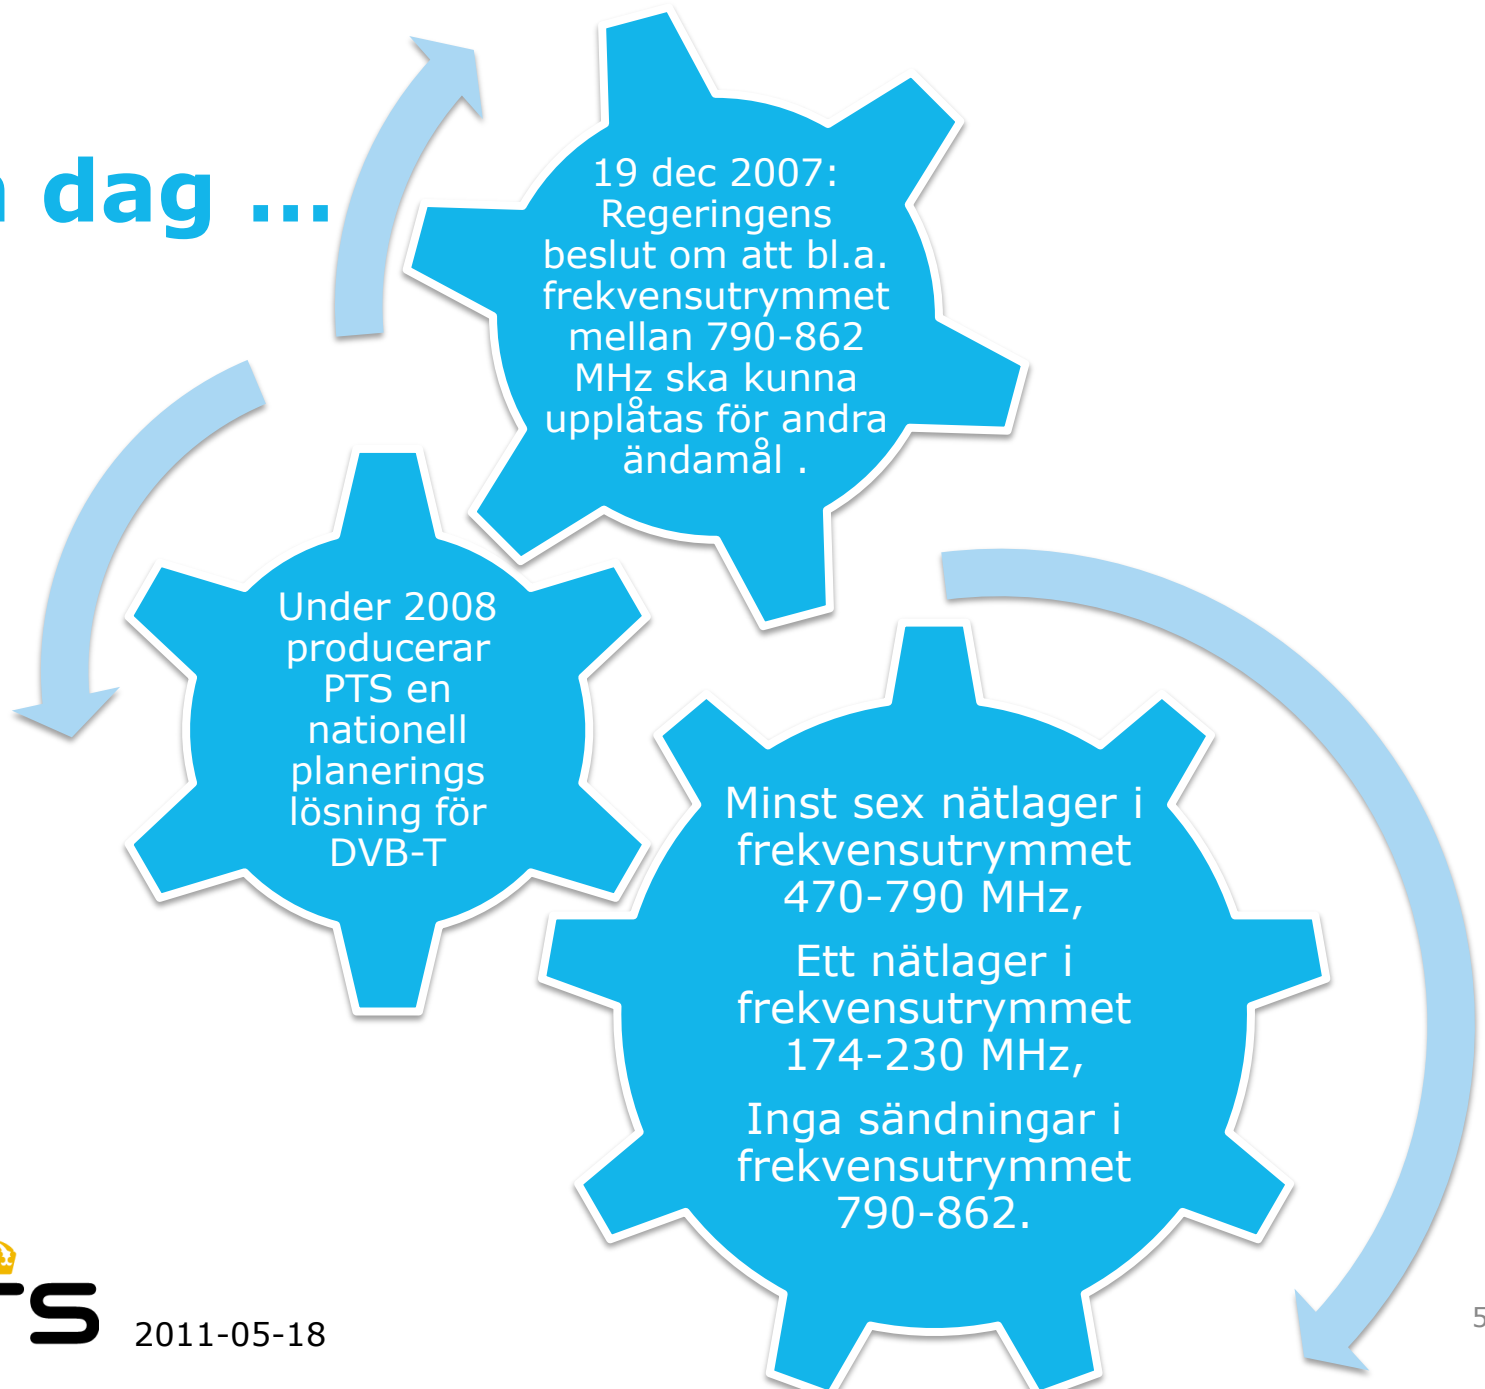 dag ...
19 dec 2007:
Regeringens
beslut om att bl.a.
frekvensutrymmet
mellan 790-862
MHz ska kunna
upplåtas för andra
ändamål .
Under 2008
producerar
PTS en
nationell
planerings
lösning för
DVB-T
Minst sex nätlager i
frekvensutrymmet
470-790 MHz,
Ett nätlager i
frekvensutrymmet
174-230 MHz,
Inga sändningar i
frekvensutrymmet
790-862.
TS
2011-05-18
5